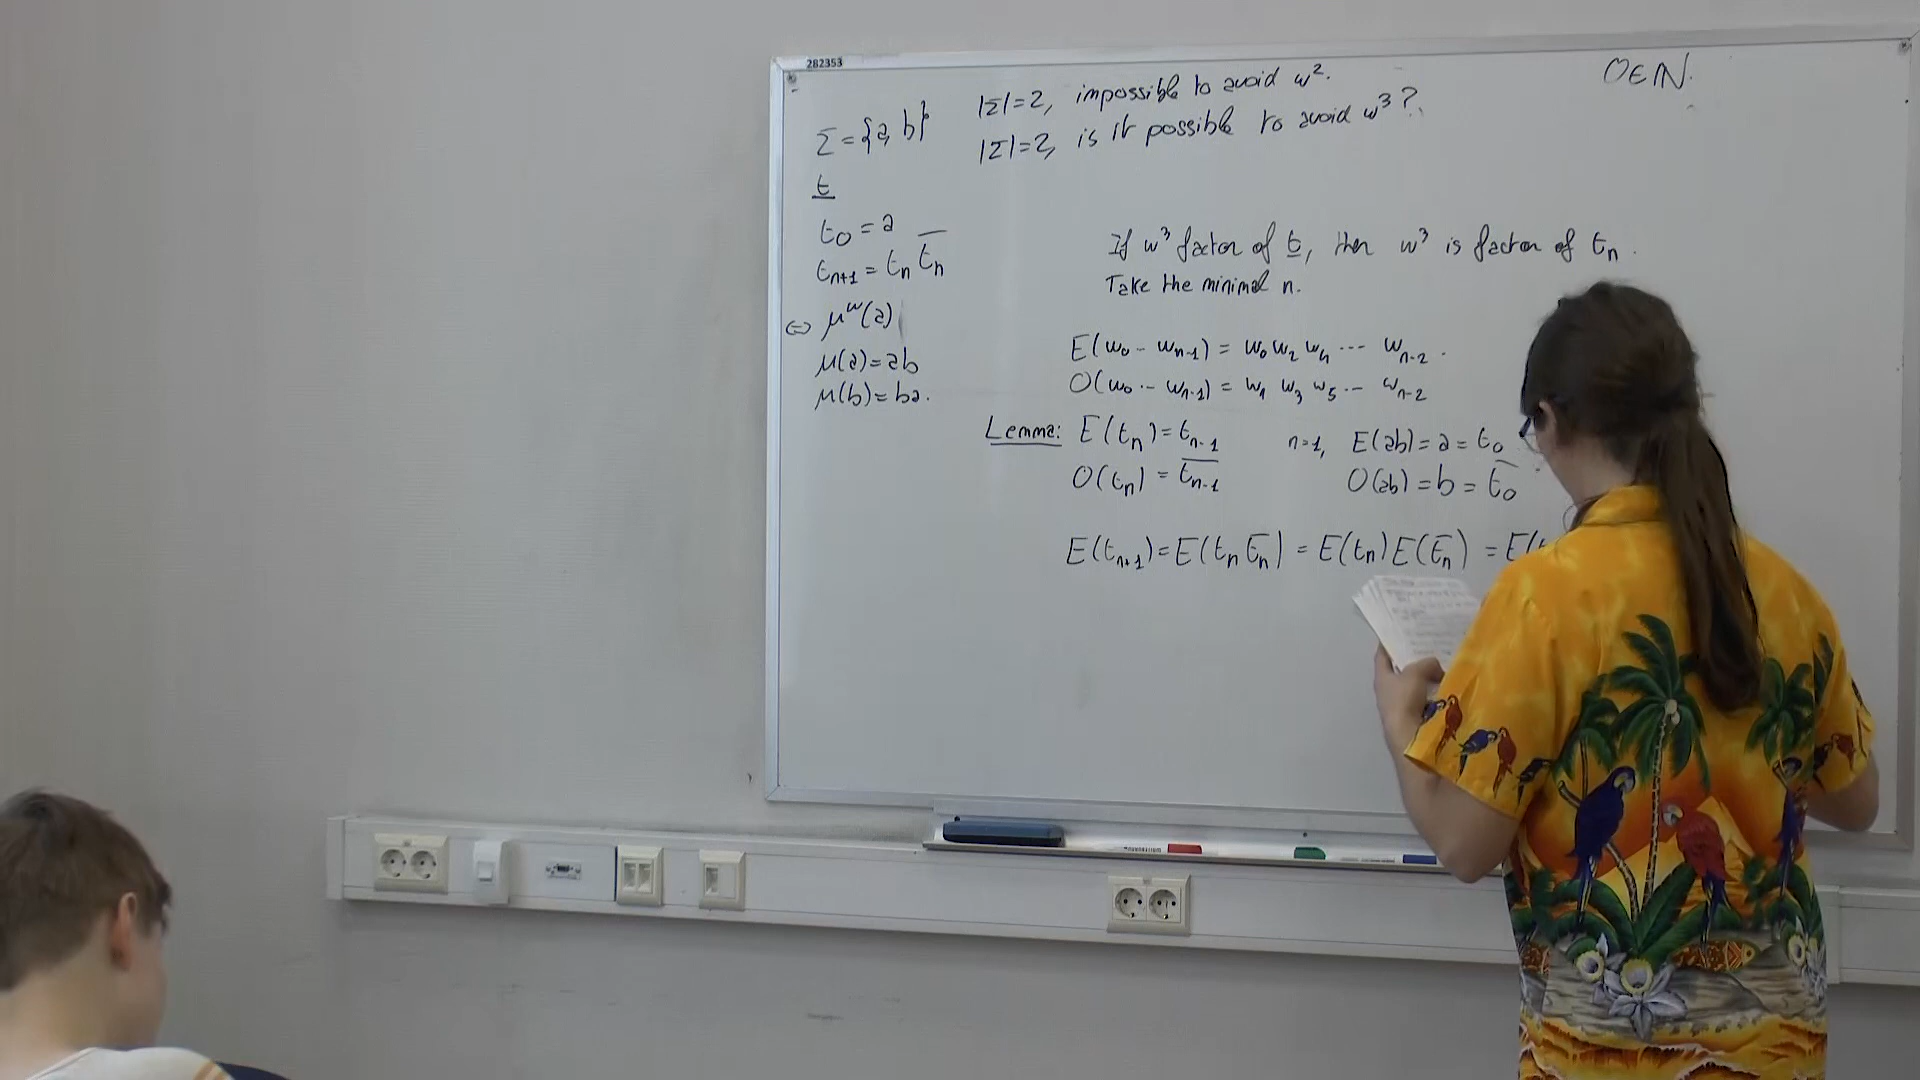 282353
Σ = {a, b}
|Σ|=2, impossible to avoid w².
|Σ|=2, is it possible to avoid w³?
O∈ℕ.
t
t₀ = a
tₙ₊₁ = tₙ t̅ₙ
⇔ μ^ω(a)
μ(a)=ab
μ(b)=ba.
If w³ factor of t, then w³ is factor of tₙ.
Take the minimal n.
E(w₀ - wₙ₋₁) = w₀ w₂ w₄ ... wₙ₋₂.
O(w₀ .. wₙ₋₁) = w₁ w₃ w₅ ... wₙ₋₂
Lemma: E(tₙ) = tₙ₋₁
O(tₙ) = t̅ₙ₋₁
n=1, E(ab) = a = t₀
O(ab) = b = t̅₀
E(tₙ₊₁) = E(tₙ t̅ₙ) = E(tₙ) E(t̅ₙ) = E(t